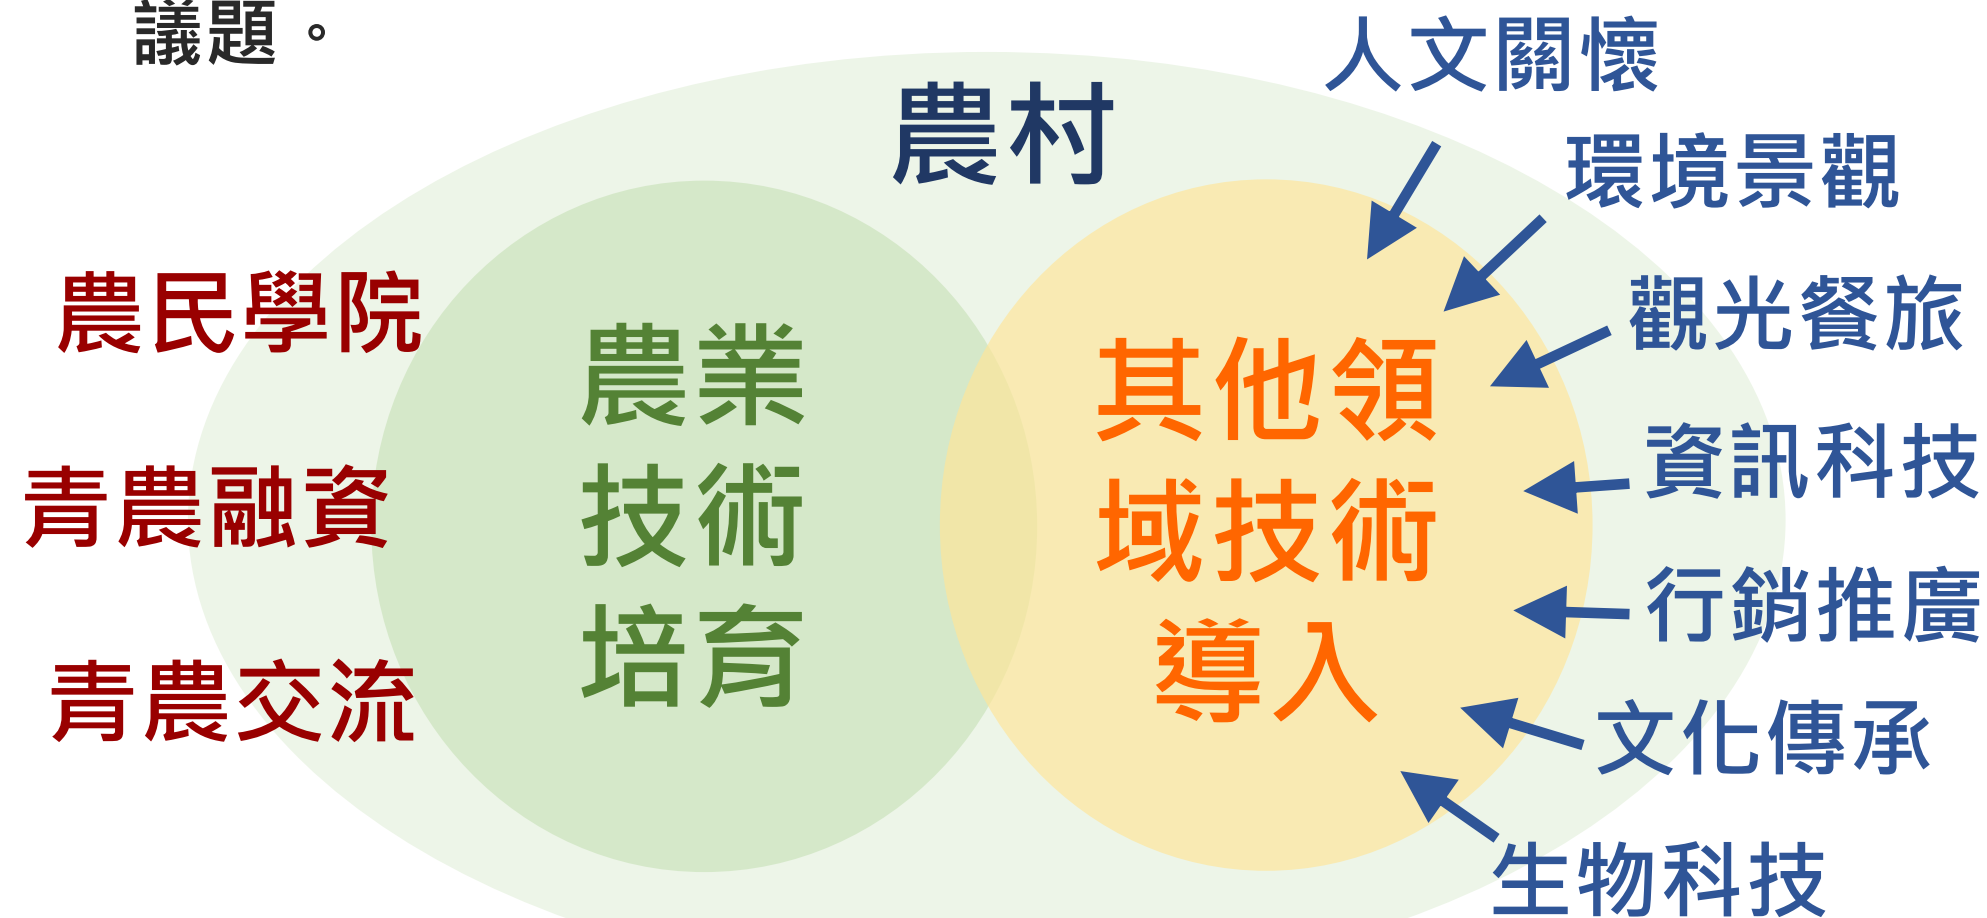 議題。
農村
農民學院
青農融資
青農交流
農業
技術
培育
其他領
域技術
導入
人文關懷
環境景觀
觀光餐旅
資訊科技
行銷推廣
文化傳承
生物科技